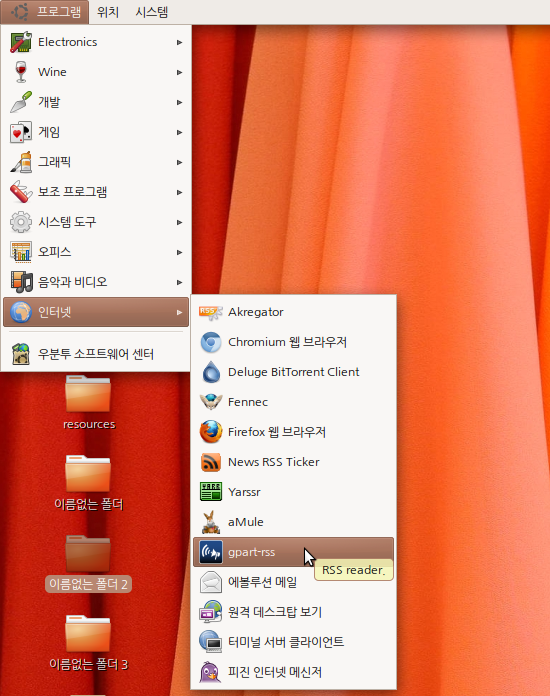 프로그램 위치 시스템
Electronics
Wine
개발
게임
그래픽
보조 프로그램
시스템 도구
오피스
음악과 비디오
인터넷
우분투 소프트웨어 센터
RSS Akregator
Chromium 웹 브라우저
Deluge BitTorrent Client
Fennec
Firefox 웹 브라우저
News RSS Ticker
Yarssr
aMule
gpart-rss
RSS reader.
에볼루션 메일
원격 데스크탑 보기
터미널 서버 클라이언트
피진 인터넷 메신저
resources
이름없는 폴더
이름없는 폴더 2
이름없는 폴더 3